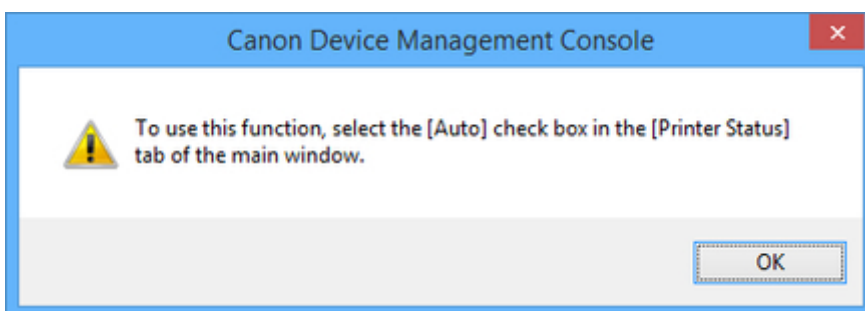 Canon Device Management Console
To use this function, select the [Auto] check box in the [Printer Status]
tab of the main window.
OK